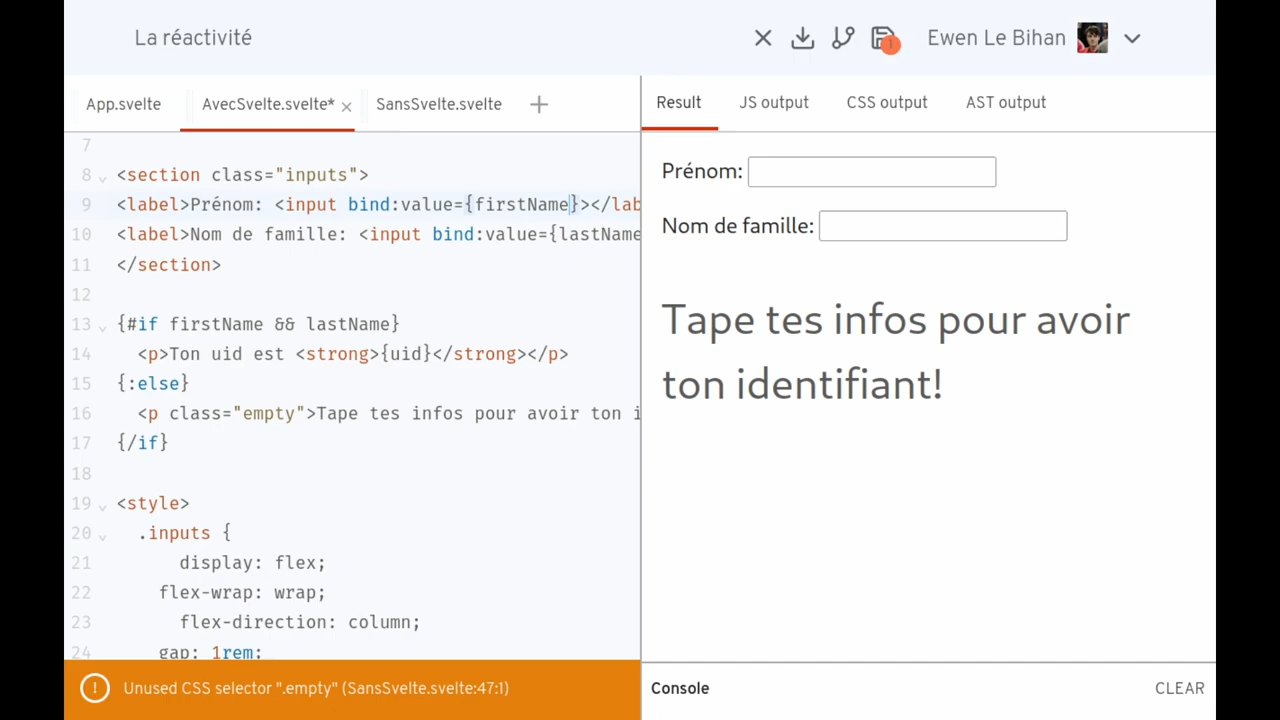 La réactivité
1
Ewen Le Bihan
App.svelte
AvecSvelte.svelte*
SansSvelte.svelte
7
8 <section class="inputs">
9 <label>Prénom: <input bind:value={firstName}></lab
10 <label>Nom de famille: <input bind:value={lastName
11 </section>
12
13 {#if firstName && lastName}
14 <p>Ton uid est <strong>{uid}</strong></p>
15 {:else}
16 <p class="empty">Tape tes infos pour avoir ton i
17 {/if}
18
19 <style>
20 .inputs {
21 display: flex;
22 flex-wrap: wrap;
23 flex-direction: column;
24 gap: 1rem;
! Unused CSS selector ".empty" (SansSvelte.svelte:47:1)
Result JS output CSS output AST output
Prénom:
Nom de famille:
Tape tes infos pour avoir
ton identifiant!
Console CLEAR